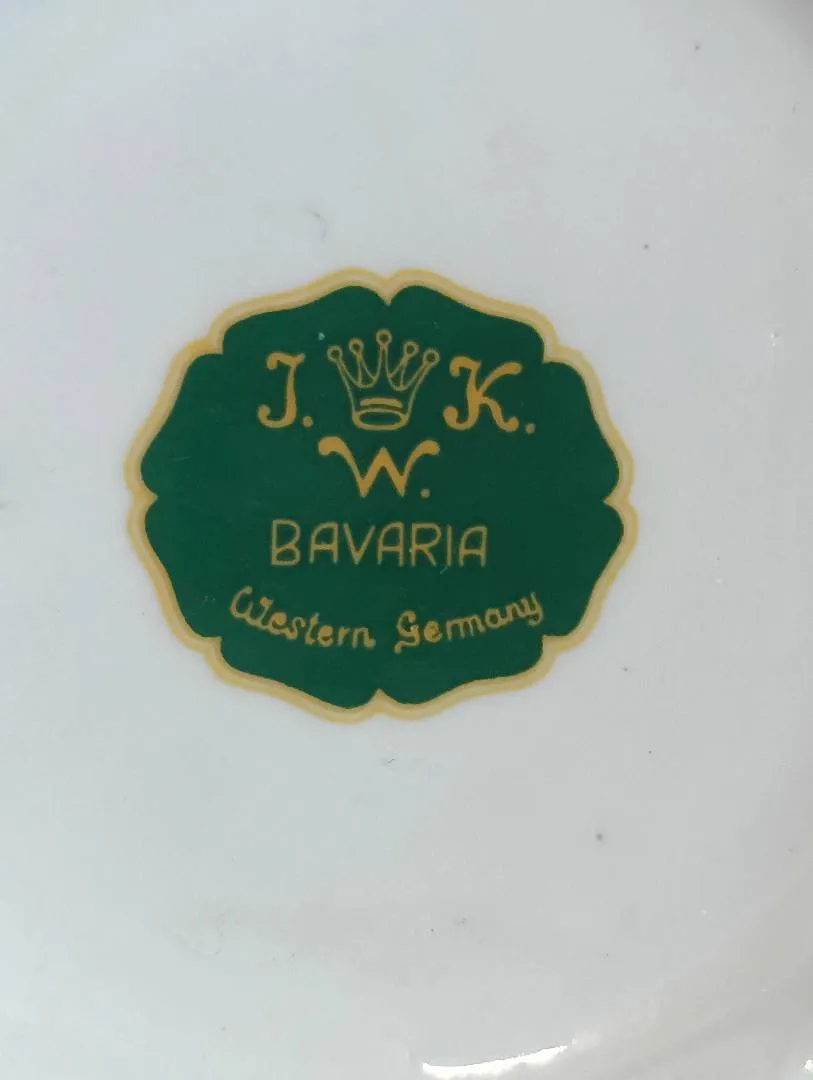 J. K.
W.
BAVARIA
Western Germany